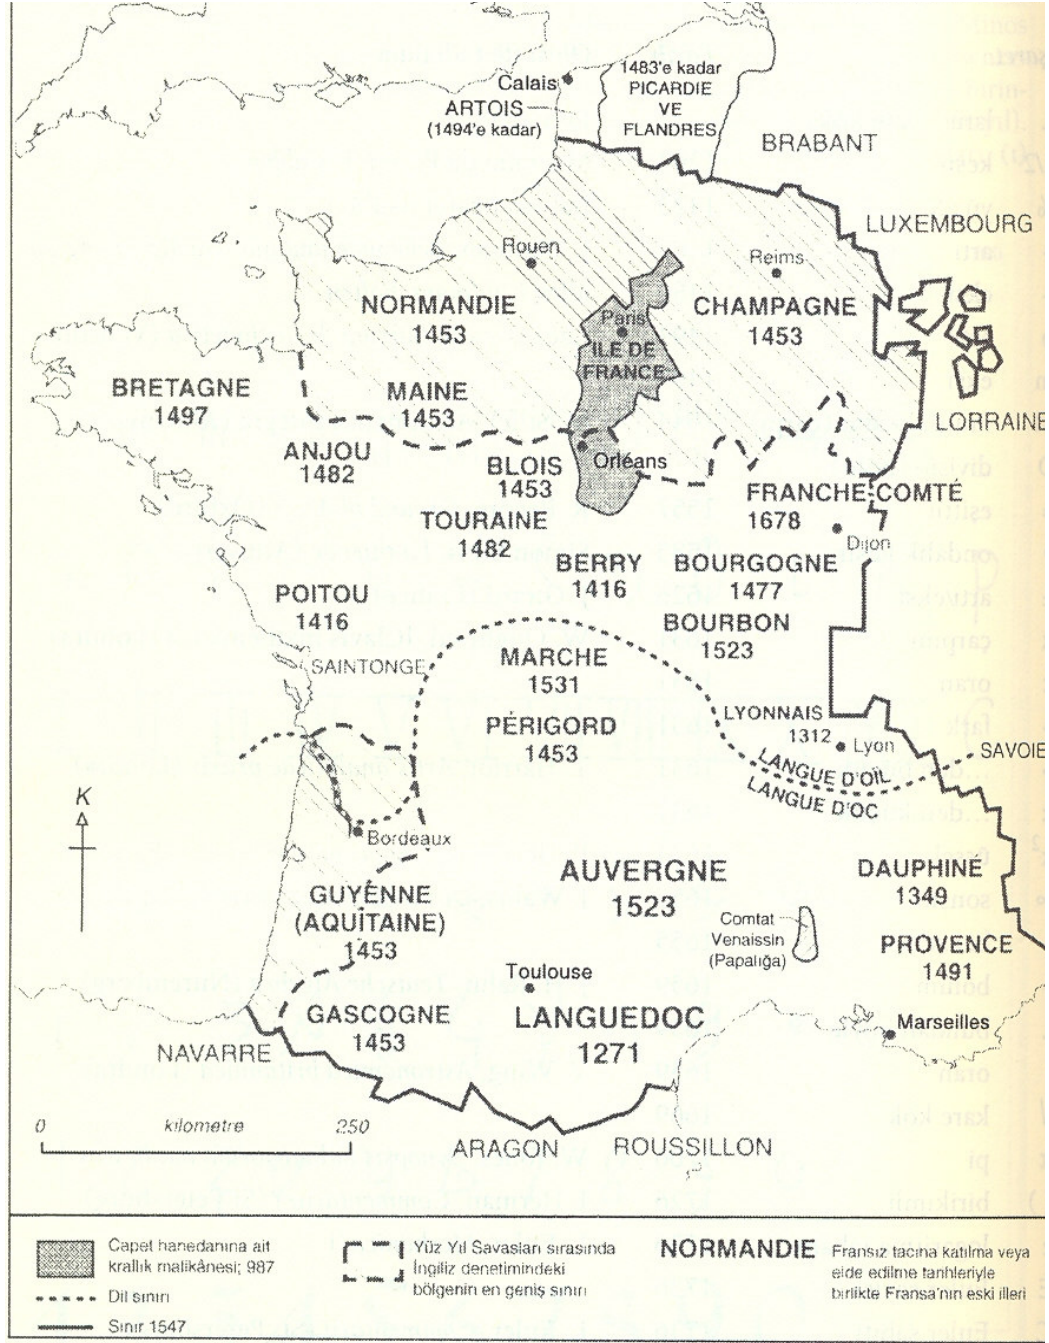 Calais
1483'e kadar
PICARDIE
VE
FLANDRES
ARTOIS
(1494'e kadar)
BRABANT
LUXEMBOURG
Rouen
Reims
NORMANDIE
1453
CHAMPAGNE
1453
Paris
ILE DE
FRANCE
BRETAGNE
1497
MAINE
1453
LORRAINE
ANJOU
1482
BLOIS
1453
Orléans
FRANCHE-COMTÉ
1678
TOURAINE
1482
Dijon
BERRY
1416
BOURGOGNE
1477
POITOU
1416
BOURBON
1523
SAINTONGE
MARCHE
1531
PÉRIGORD
1453
LYONNAIS
1312
Lyon
SAVOIE
LANGUE D'OÏL
LANGUE D'OC
K
Bordeaux
AUVERGNE
1523
DAUPHINÉ
1349
GUYENNE
(AQUITAINE)
1453
Comtat
Venaissin
(Papalığa)
PROVENCE
1491
Toulouse
GASCOGNE
1453
LANGUEDOC
1271
Marseilles
NAVARRE
0 kilometre 250
ARAGON
ROUSSILLON
Capet hanedanına ait
krallık malikânesi; 987
Dil sınırı
Sınır 1547
Yüz Yıl Savaşları sırasında
İngiliz denetimindeki
bölgenin en geniş sınırı
NORMANDIE
Fransız tacına katılma veya
elde edilme tarihleriyle
birlikte Fransa'nın eski illeri